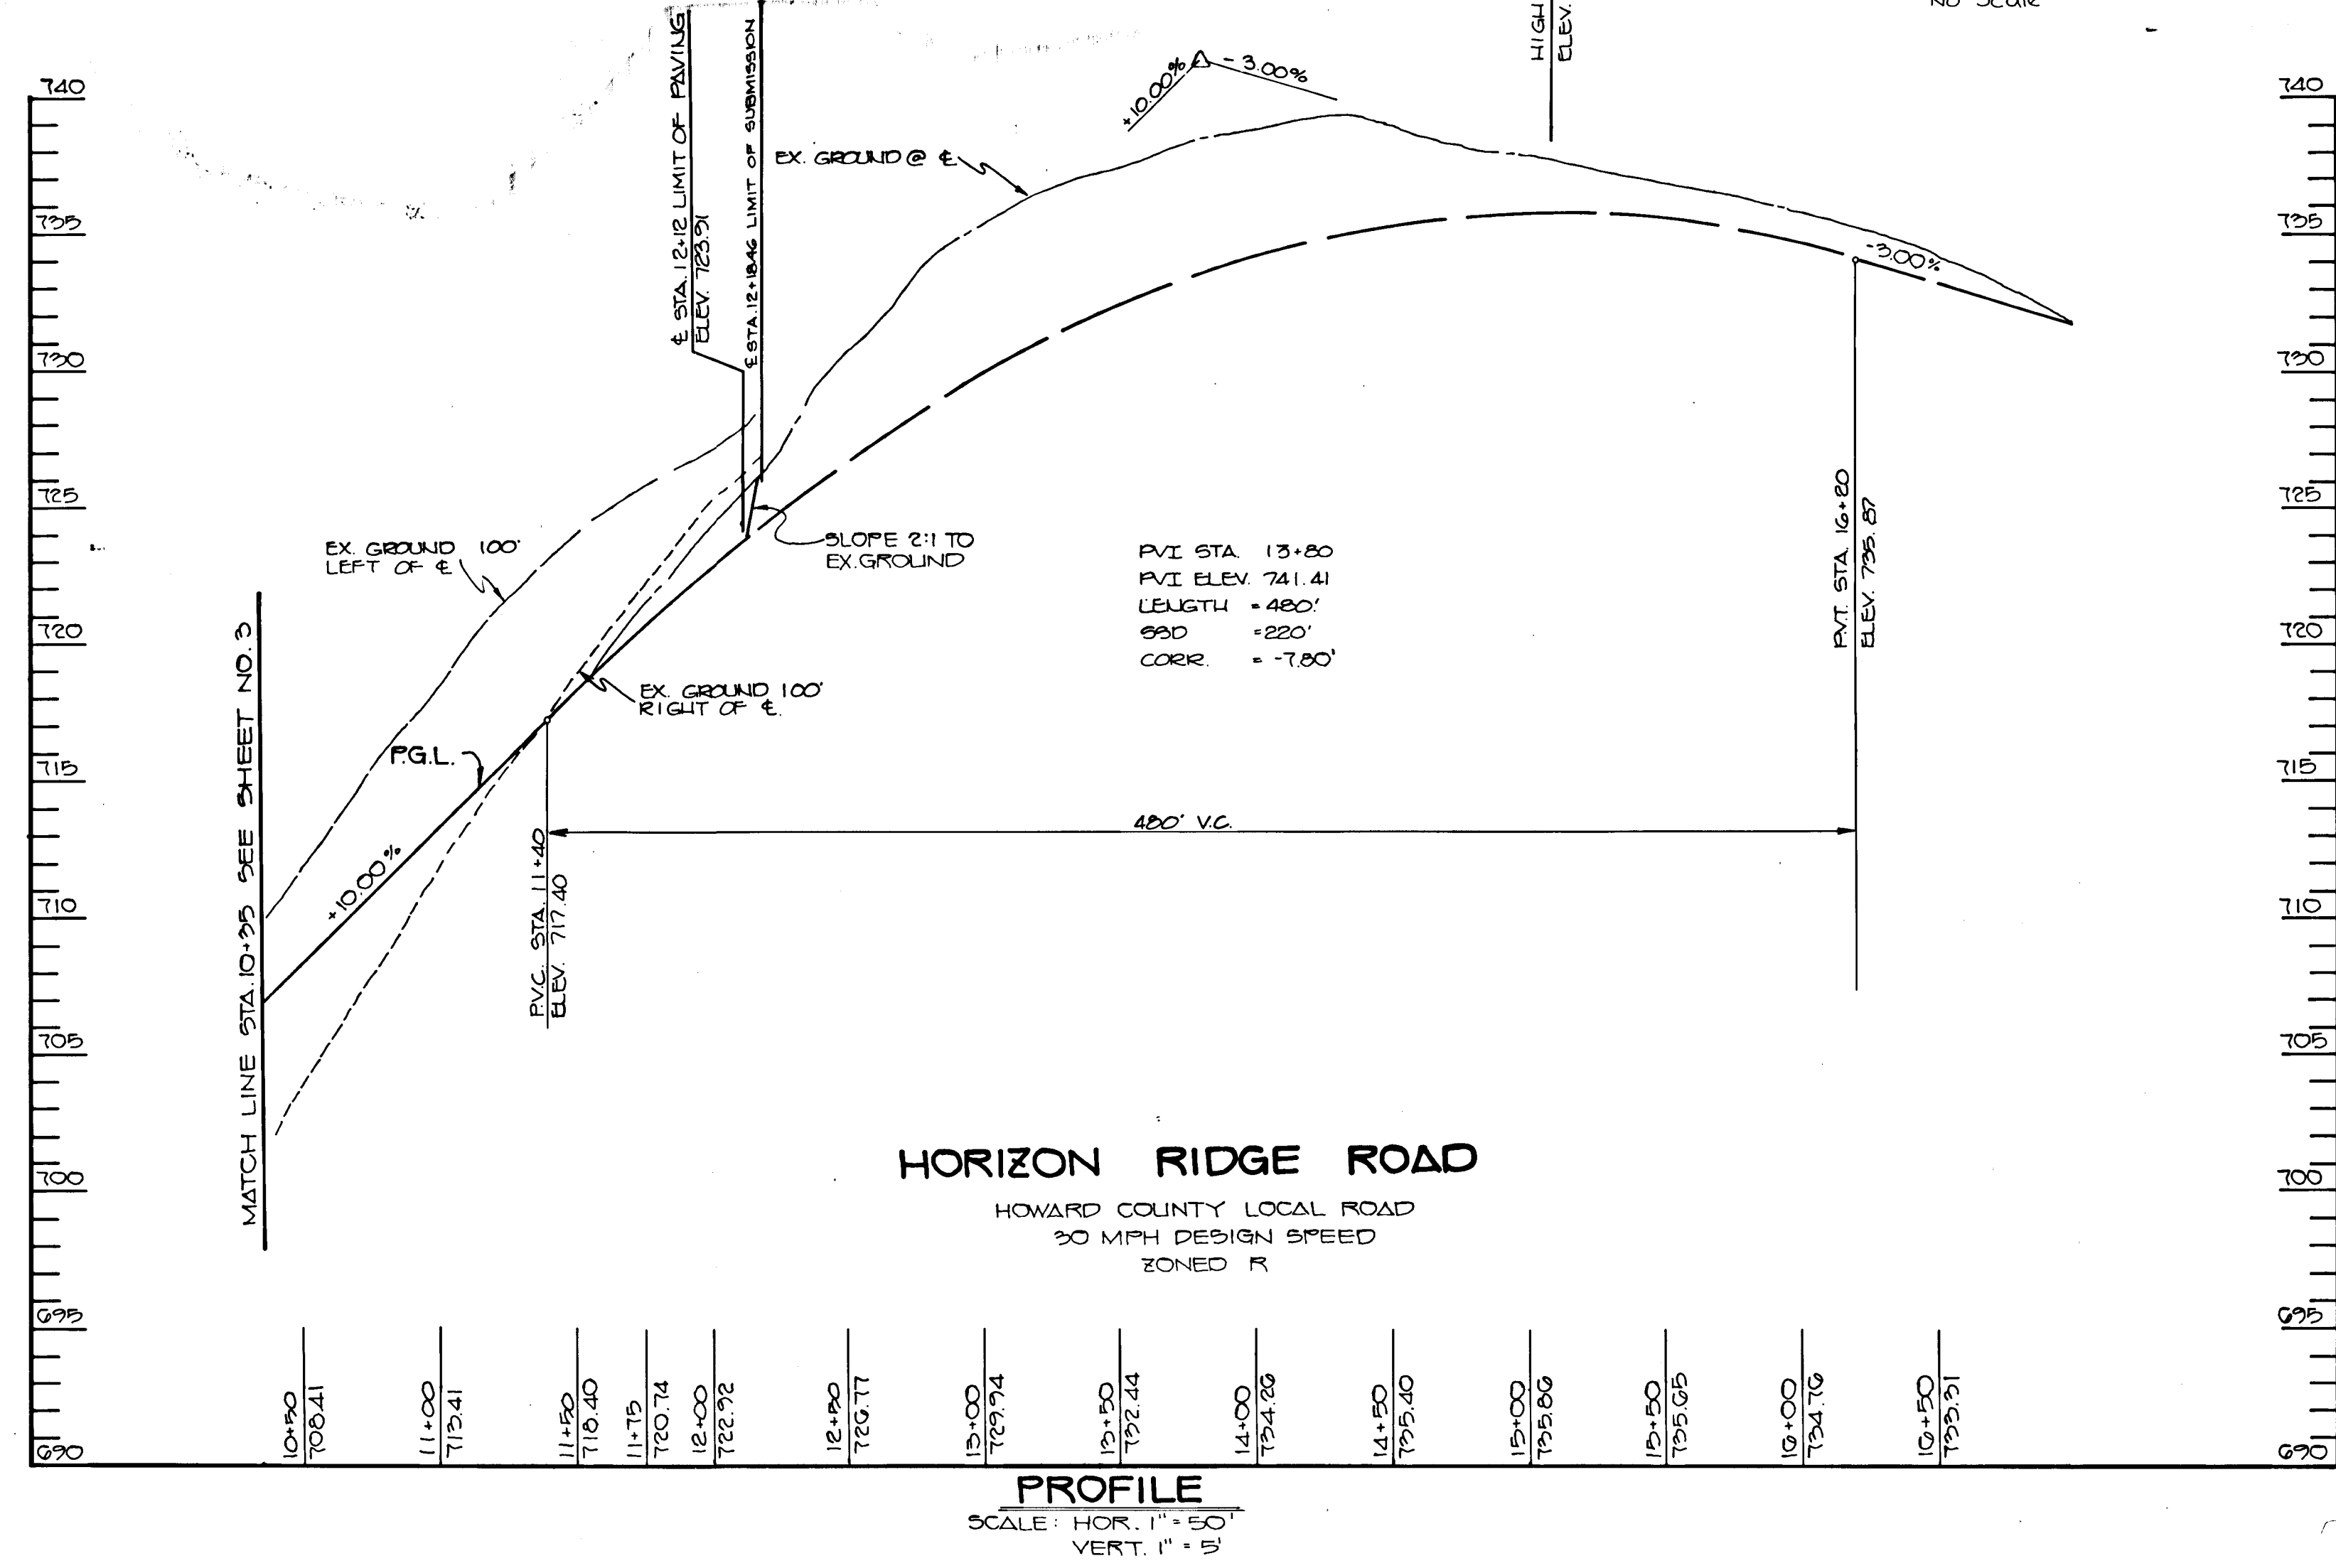 No Scale
HIGH
ELEV.
℄ STA. 12+12 LIMIT OF PAVING
ELEV. 723.91
℄ STA. 12+18.46 LIMIT OF SUBMISSION
+10.00%
- 3.00%
EX. GROUND @ ℄
740
735
730
725
720
715
710
705
700
695
690
740
735
730
725
720
715
710
705
700
695
690
-3.00%
EX. GROUND 100'
LEFT OF ℄
SLOPE 2:1 TO
EX. GROUND
PVI STA. 13+80
PVI ELEV. 741.41
LENGTH = 480'
SSD = 220'
CORR. = -7.80'
P.V.T. STA. 16+20
ELEV. 735.87
MATCH LINE STA. 10+35 SEE SHEET NO. 3
EX. GROUND 100'
RIGHT OF ℄
P.G.L.
+10.00%
P.V.C. STA. 11+40
ELEV. 717.40
480' V.C.
HORIZON RIDGE ROAD
HOWARD COUNTY LOCAL ROAD
30 MPH DESIGN SPEED
ZONED R
10+50
708.41
11+00
713.41
11+50
718.40
11+75
720.74
12+00
722.92
12+50
726.77
13+00
729.94
13+50
732.44
14+00
734.26
14+50
735.40
15+00
735.86
15+50
735.65
16+00
734.76
16+50
733.31
PROFILE
SCALE: HOR. 1" = 50'
VERT. 1" = 5'